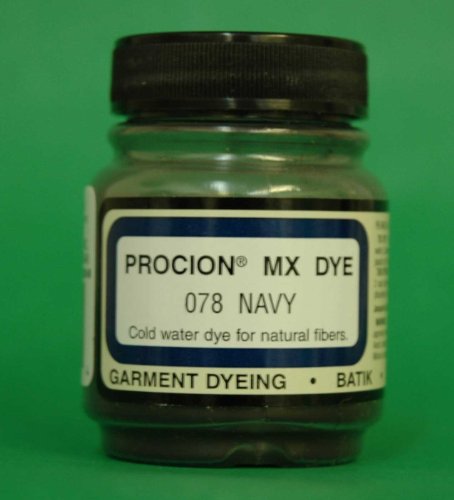 PROCION® MX DYE
078 NAVY
Cold water dye for natural fibers.
GARMENT DYEING • BATIK •